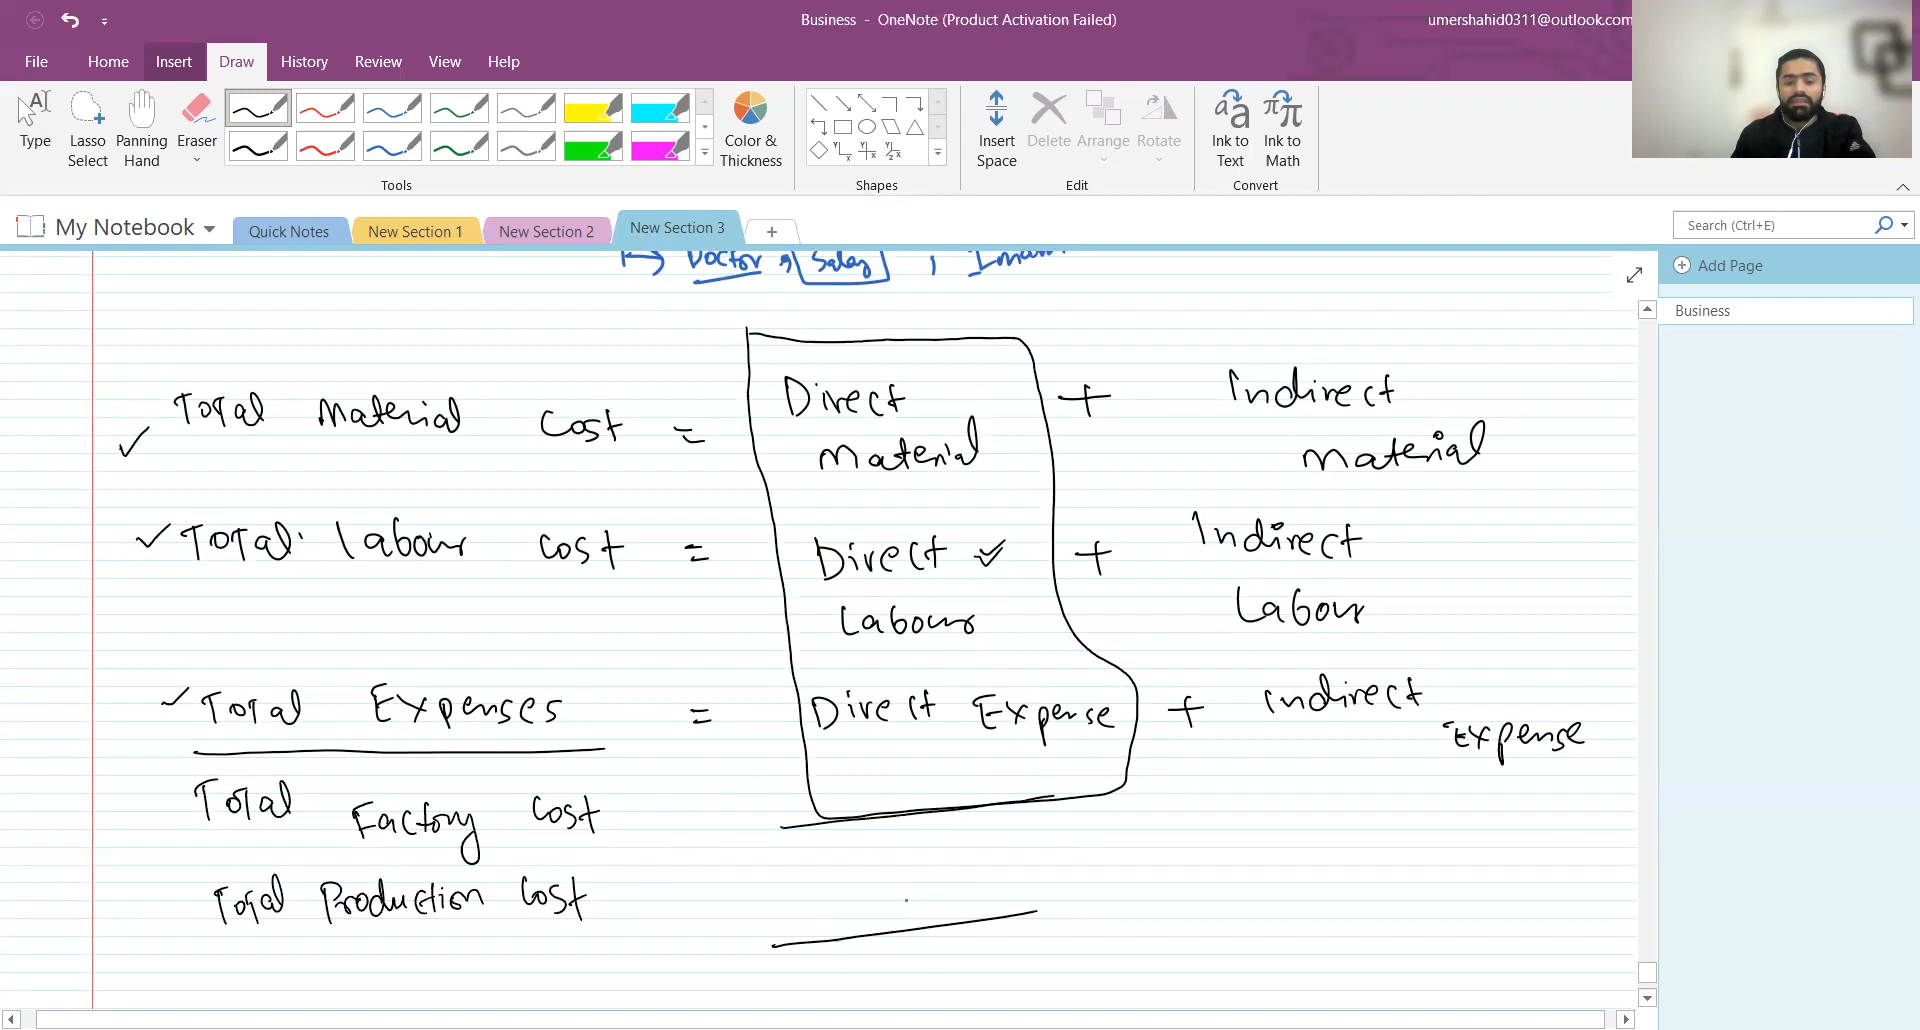 Business - OneNote (Product Activation Failed)
umershahid0311@outlook.com
File Home Insert Draw History Review View Help
Type
Lasso Select
Panning Hand
Eraser
Color & Thickness
Insert Space
Delete
Arrange
Rotate
Ink to Text
Ink to Math
Tools
Shapes
Edit
Convert
My Notebook
Quick Notes New Section 1 New Section 2 New Section 3 +
Search (Ctrl+E)
Add Page
Business
Doctor
Total Material Cost = Direct Material + Indirect Material
Total Labour Cost = Direct Labour + Indirect Labour
Total Expenses = Direct Expense + Indirect Expense
Total Factory Cost
Total Production Cost